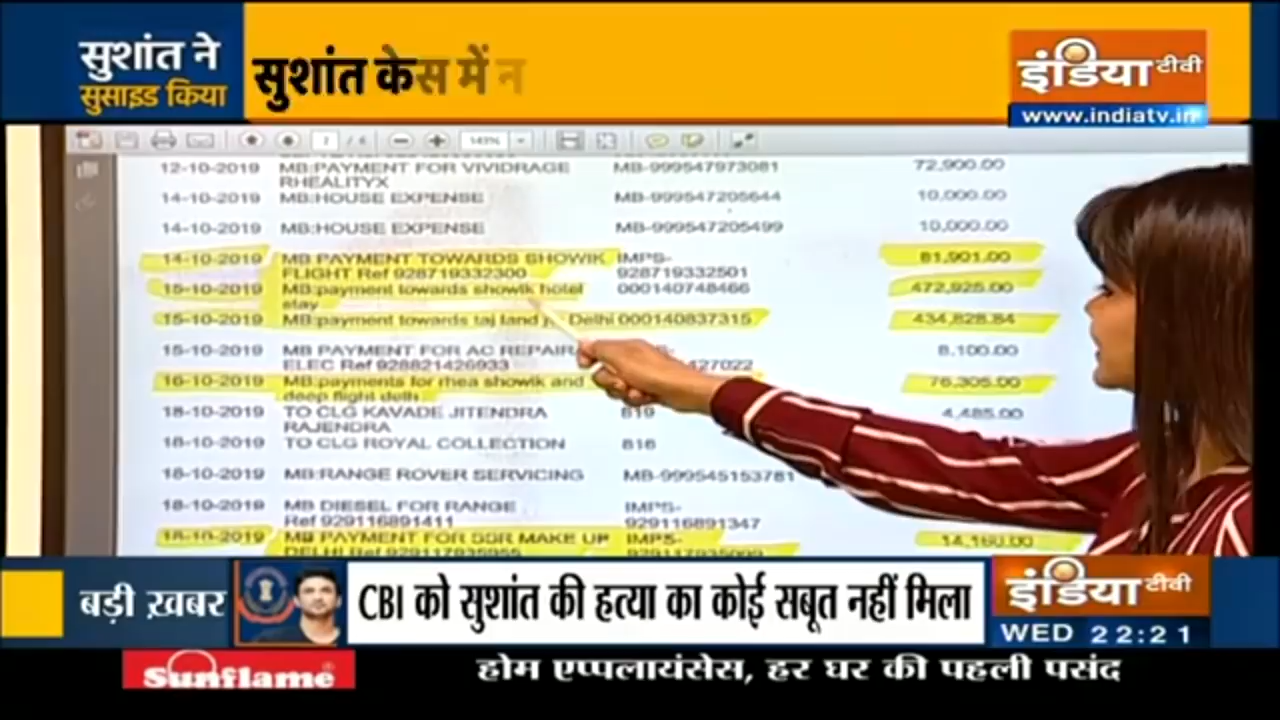 सुशांत ने
सुसाइड किया
सुशांत केस में न
इंडिया टीवी
www.indiatv.in
143%
12-10-2019 MB:PAYMENT FOR VIVIDRAGE MB-999547973081 72,900.00
RHEALITYX
14-10-2019 MB:HOUSE EXPENSE MB-999547205644 10,000.00
14-10-2019 MB:HOUSE EXPENSE MB-999547205499 10,000.00
14-10-2019 MB PAYMENT TOWARDS SHOWIK IMPS- 81,901.00
FLIGHT Ref 928719332300 928719332501
15-10-2019 MB:payment towards showik hotel 000140748466 472,925.00
stay
15-10-2019 MB:payment towards taj land Delhi 000140837315 434,828.84
15-10-2019 MB PAYMENT FOR AC REPAIR 8,100.00
ELEC Ref 928821426933 427022
16-10-2019 MB:payments for rhea showik and 76,305.00
deep flight delh
18-10-2019 TO CLG KAVADE JITENDRA 819 4,485.00
RAJENDRA
18-10-2019 TO CLG ROYAL COLLECTION 816
18-10-2019 MB:RANGE ROVER SERVICING MB-999545153781
18-10-2019 MB DIESEL FOR RANGE IMPS-
Ref 929116891411 929116891347
18-10-2019 MB PAYMENT FOR SSR MAKE UP IMPS- 14,160.00
DELHI Ref 929117935955
बड़ी ख़बर
CBI को सुशांत की हत्या का कोई सबूत नहीं मिला
इंडिया टीवी
WED 22:21
Sunflame
होम एप्पलायंसेस, हर घर की पहली पसंद